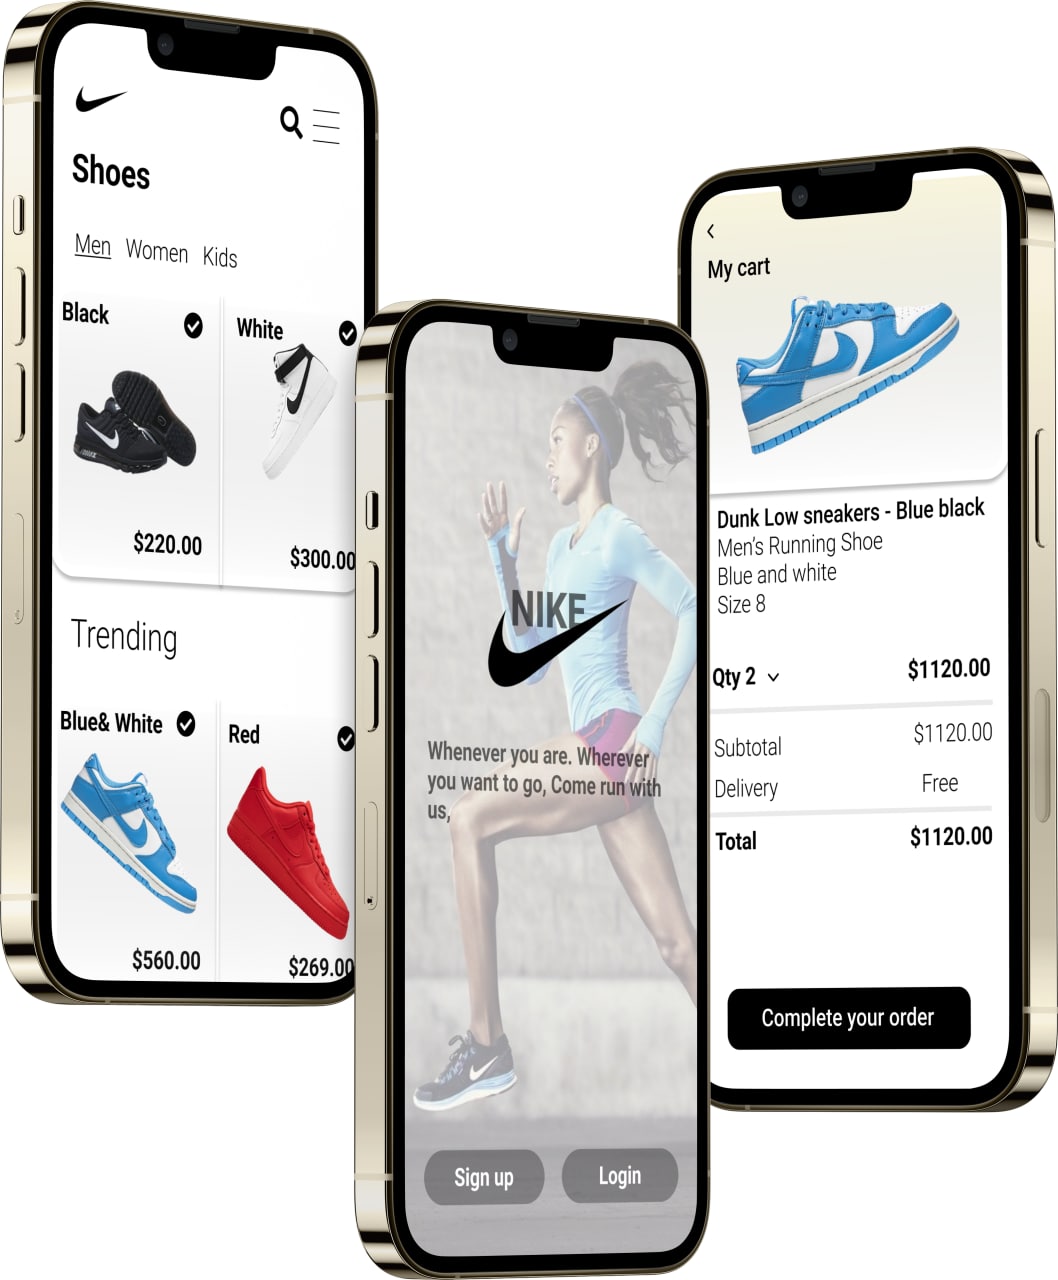 Shoes
Men Women Kids
Black
White
$220.00
$300.00
Trending
Blue& White
Red
$560.00
$269.00
NIKE
Whenever you are. Wherever
you want to go, Come run with
us,
Sign up
Login
My cart
Dunk Low sneakers - Blue black
Men's Running Shoe
Blue and white
Size 8
Qty 2 $1120.00
Subtotal $1120.00
Delivery Free
Total $1120.00
Complete your order